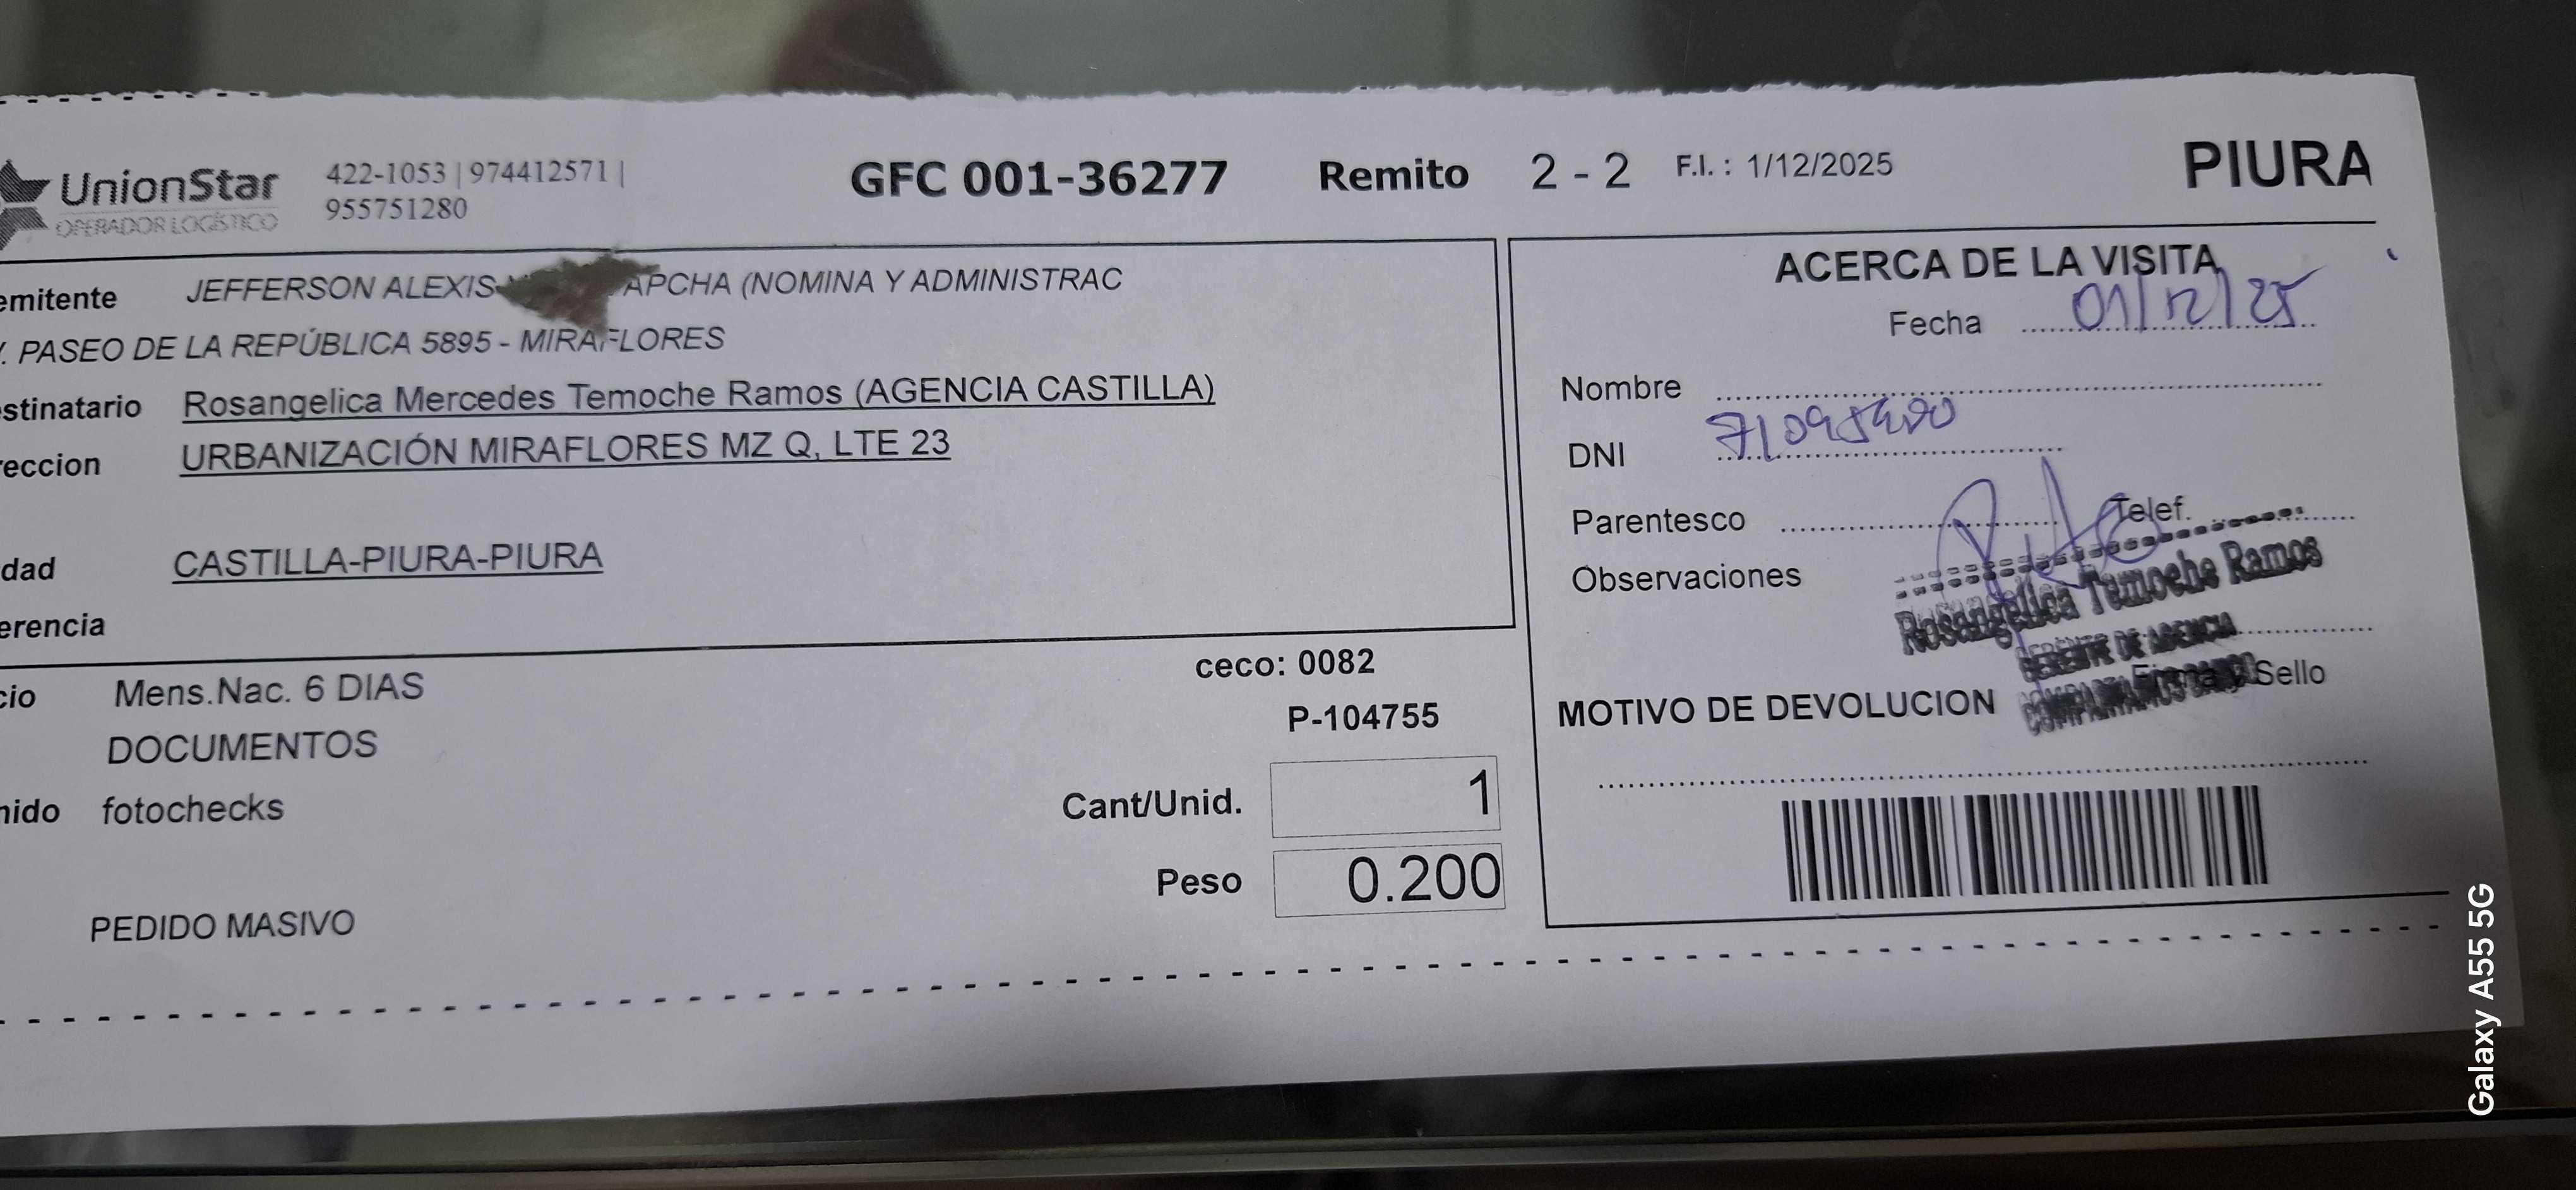 UnionStar
OPERADOR LOGÍSTICO
422-1053 | 974412571 |
955751280
GFC 001-36277 Remito 2 - 2 F.I. : 1/12/2025 PIURA
emitente JEFFERSON ALEXIS APCHA (NOMINA Y ADMINISTRAC
. PASEO DE LA REPÚBLICA 5895 - MIRAFLORES
stinatario Rosangelica Mercedes Temoche Ramos (AGENCIA CASTILLA)
reccion URBANIZACIÓN MIRAFLORES MZ Q, LTE 23
dad CASTILLA-PIURA-PIURA
erencia
cio Mens.Nac. 6 DIAS
DOCUMENTOS
nido fotochecks
PEDIDO MASIVO
ceco: 0082
P-104755
Cant/Unid. 1
Peso 0.200
ACERCA DE LA VISITA
Fecha 01/12/25
Nombre
DNI
Parentesco Telef.
Observaciones
Rosangelica Temoche Ramos
GERENTE DE AGENCIA
Firma y Sello
MOTIVO DE DEVOLUCION
Galaxy A55 5G